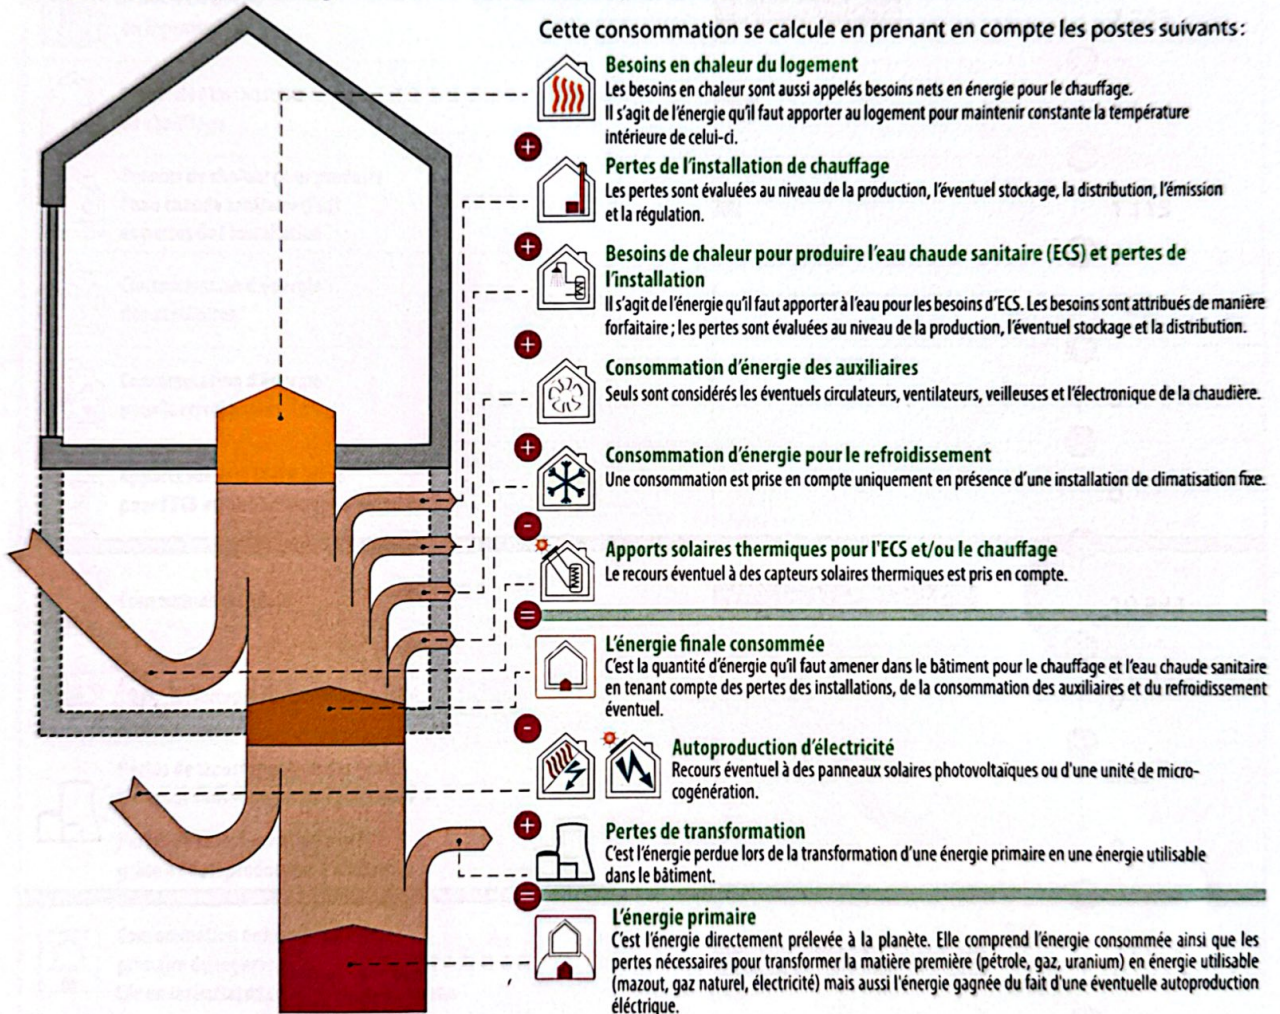 Cette consommation se calcule en prenant en compte les postes suivants :
Besoins en chaleur du logement
Les besoins en chaleur sont aussi appelés besoins nets en énergie pour le chauffage.
Il s'agit de l'énergie qu'il faut apporter au logement pour maintenir constante la température
intérieure de celui-ci.
+
Pertes de l'installation de chauffage
Les pertes sont évaluées au niveau de la production, l'éventuel stockage, la distribution, l'émission
et la régulation.
+
Besoins de chaleur pour produire l'eau chaude sanitaire (ECS) et pertes de
l'installation
Il s'agit de l'énergie qu'il faut apporter à l'eau pour les besoins d'ECS. Les besoins sont attribués de manière
forfaitaire ; les pertes sont évaluées au niveau de la production, l'éventuel stockage et la distribution.
+
Consommation d'énergie des auxiliaires
Seuls sont considérés les éventuels circulateurs, ventilateurs, veilleuses et l'électronique de la chaudière.
+
Consommation d'énergie pour le refroidissement
Une consommation est prise en compte uniquement en présence d'une installation de climatisation fixe.
-
Apports solaires thermiques pour l'ECS et/ou le chauffage
Le recours éventuel à des capteurs solaires thermiques est pris en compte.
=
L'énergie finale consommée
C'est la quantité d'énergie qu'il faut amener dans le bâtiment pour le chauffage et l'eau chaude sanitaire
en tenant compte des pertes des installations, de la consommation des auxiliaires et du refroidissement
éventuel.
-
Autoproduction d'électricité
Recours éventuel à des panneaux solaires photovoltaïques ou d'une unité de micro-
cogénération.
+
Pertes de transformation
C'est l'énergie perdue lors de la transformation d'une énergie primaire en une énergie utilisable
dans le bâtiment.
=
L'énergie primaire
C'est l'énergie directement prélevée à la planète. Elle comprend l'énergie consommée ainsi que les
pertes nécessaires pour transformer la matière première (pétrole, gaz, uranium) en énergie utilisable
(mazout, gaz naturel, électricité) mais aussi l'énergie gagnée du fait d'une éventuelle autoproduction
éléctrique.